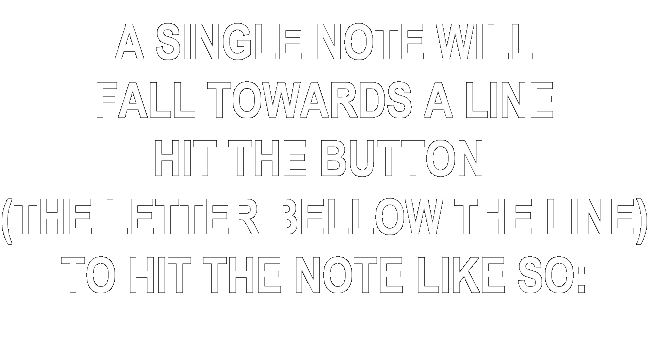 A SINGLE NOTE WILL
FALL TOWARDS A LINE
HIT THE BUTTON
(THE LETTER BELLOW THE LINE)
TO HIT THE NOTE LIKE SO: